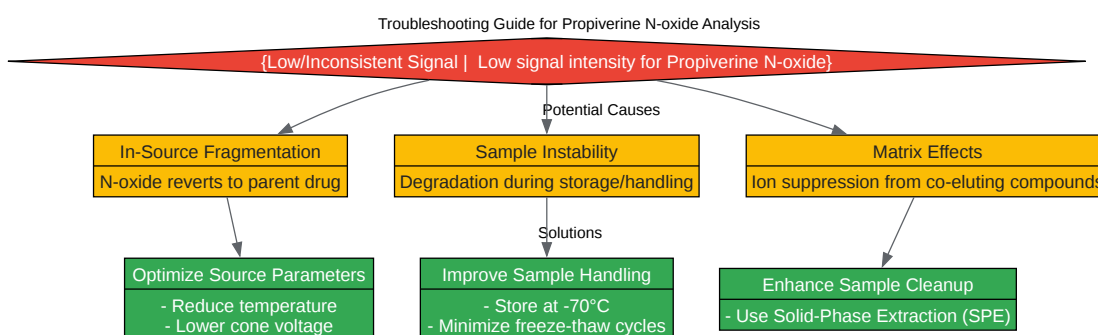 Troubleshooting Guide for Propiverine N-oxide Analysis
{Low/Inconsistent Signal | Low signal intensity for Propiverine N-oxide}
Potential Causes
In-Source Fragmentation
N-oxide reverts to parent drug
Sample Instability
Degradation during storage/handling
Matrix Effects
Ion suppression from co-eluting compounds
Solutions
Optimize Source Parameters
- Reduce temperature
- Lower cone voltage
Improve Sample Handling
- Store at -70°C
- Minimize freeze-thaw cycles
Enhance Sample Cleanup
- Use Solid-Phase Extraction (SPE)